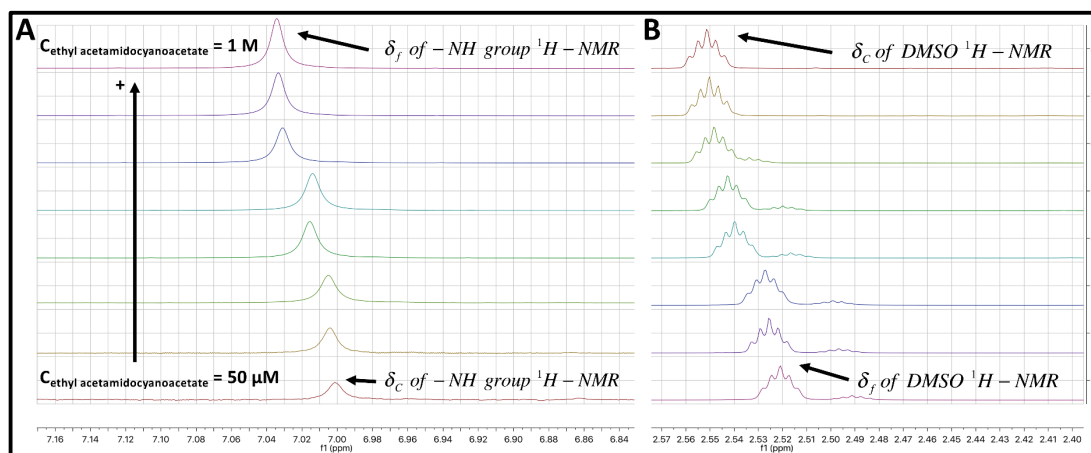 A
C ethyl acetamidocyanoacetate = 1 M
δf of −NH group 1H−NMR
+
C ethyl acetamidocyanoacetate = 50 μM
δC of −NH group 1H−NMR
7.16 7.14 7.12 7.10 7.08 7.06 7.04 7.02 7.00 6.98 6.96 6.94 6.92 6.90 6.88 6.86 6.84
f1 (ppm)
B
δC of DMSO 1H−NMR
δf of DMSO 1H−NMR
2.57 2.56 2.55 2.54 2.53 2.52 2.51 2.50 2.49 2.48 2.47 2.46 2.45 2.44 2.43 2.42 2.41 2.40
f1 (ppm)